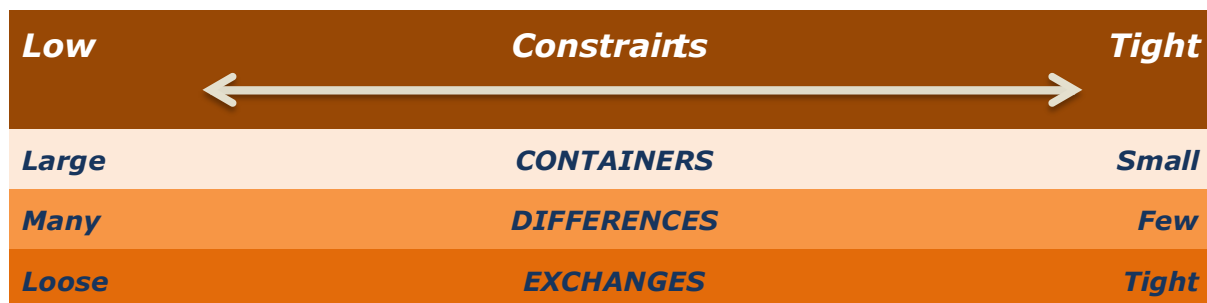 Low Constraints Tight
Large CONTAINERS Small
Many DIFFERENCES Few
Loose EXCHANGES Tight